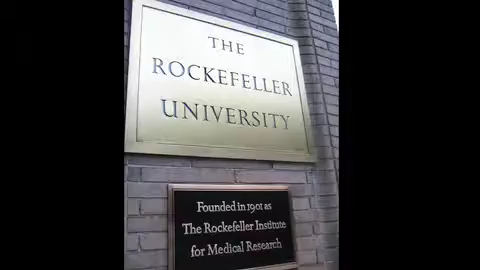 THE
ROCKEFELLER
UNIVERSITY
Founded in 1901 as
The Rockefeller Institute
for Medical Research